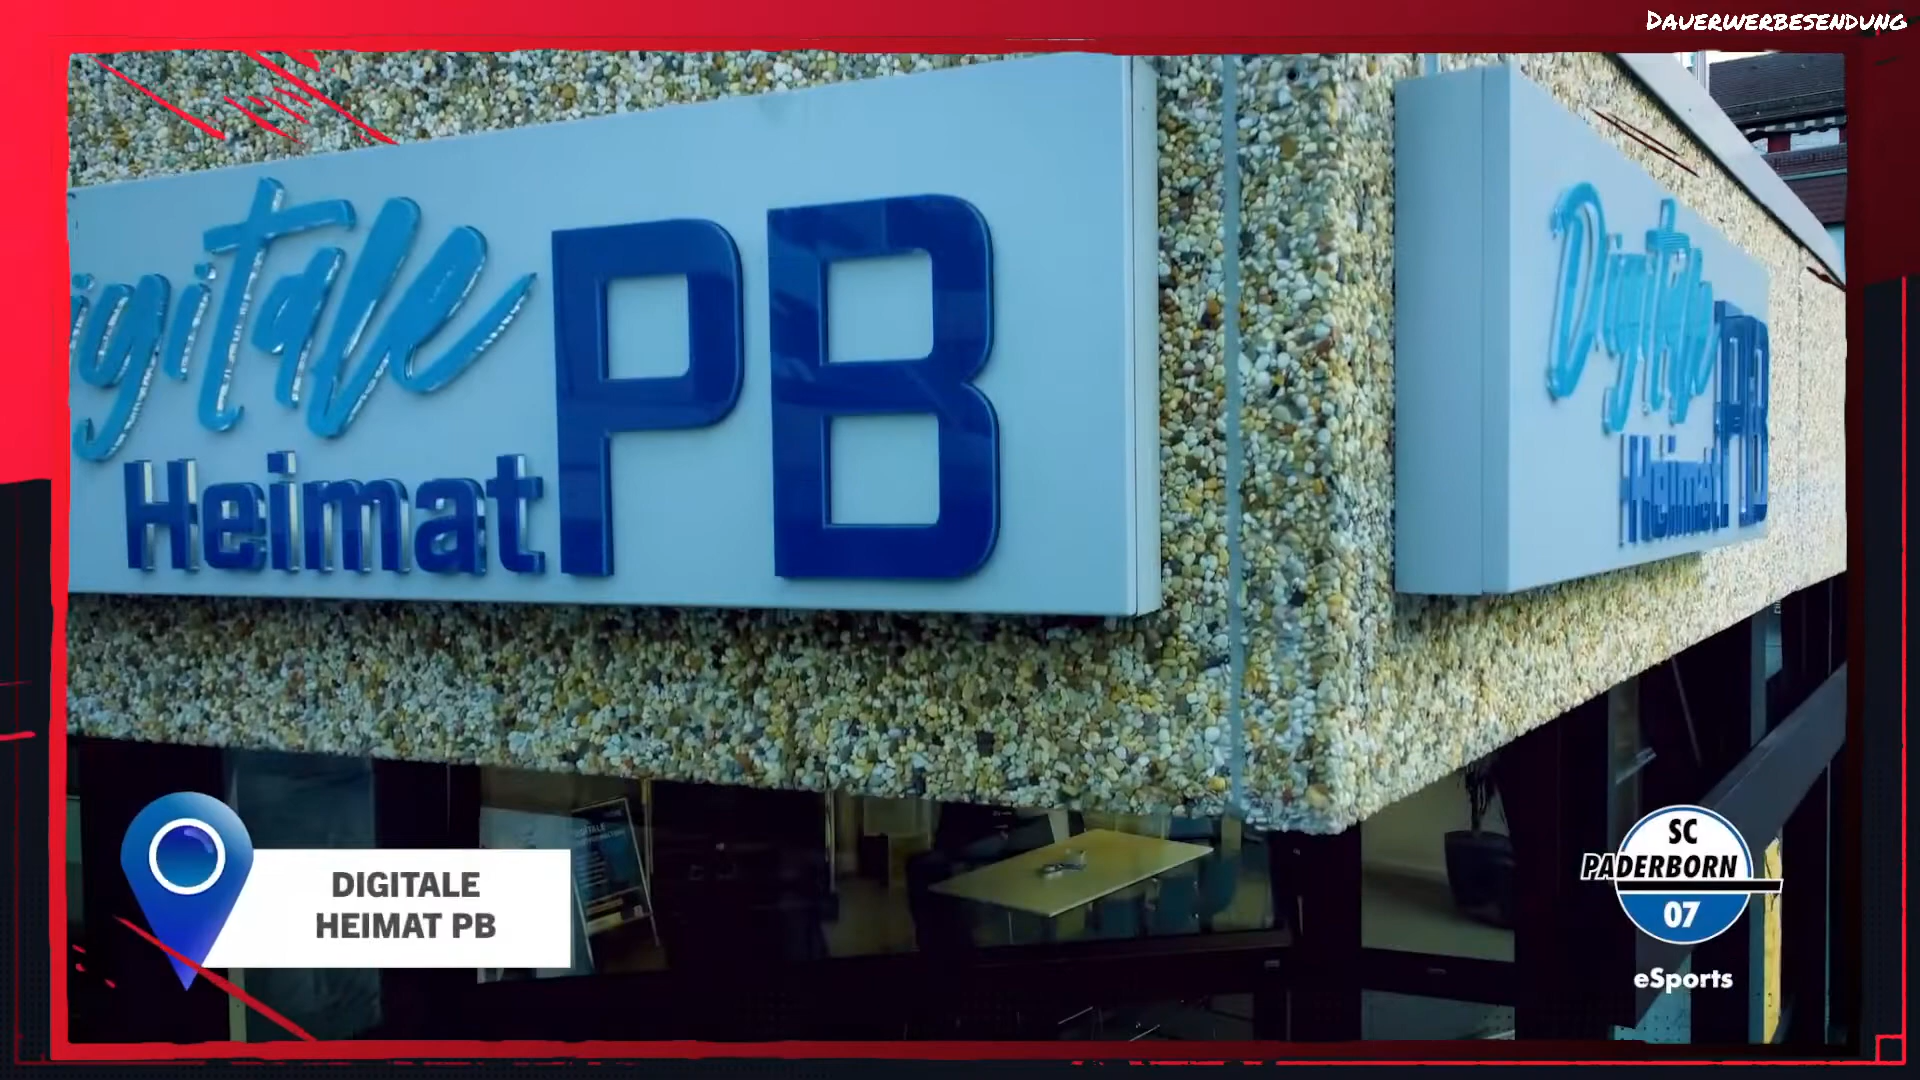 DAUERWERBESENDUNG
igitale
Heimat PB
Digitale
Heimat PB
DIGITALE
HEIMAT PB
SC
PADERBORN
07
eSports